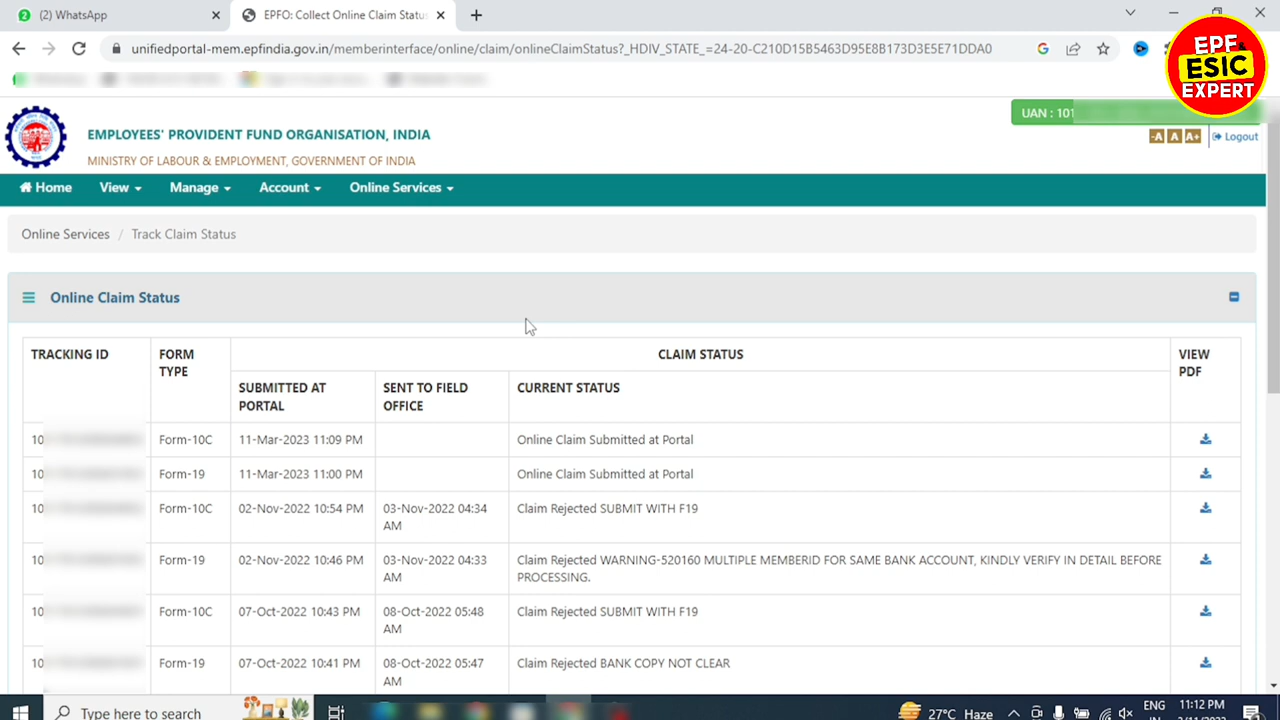 (2) WhatsApp
EPFO: Collect Online Claim Status
unifiedportal-mem.epfindia.gov.in/memberinterface/online/claim/onlineClaimStatus?_HDIV_STATE_=24-20-C210D15B5463D95E8B173D3E5E71DDA0
EPF
ESIC
EXPERT
UAN : 101
EMPLOYEES' PROVIDENT FUND ORGANISATION, INDIA
MINISTRY OF LABOUR & EMPLOYMENT, GOVERNMENT OF INDIA
-A A A+ Logout
Home View Manage Account Online Services
Online Services / Track Claim Status
Online Claim Status
TRACKING ID FORM TYPE CLAIM STATUS VIEW PDF
SUBMITTED AT PORTAL SENT TO FIELD OFFICE CURRENT STATUS
10 Form-10C 11-Mar-2023 11:09 PM Online Claim Submitted at Portal
10 Form-19 11-Mar-2023 11:00 PM Online Claim Submitted at Portal
10 Form-10C 02-Nov-2022 10:54 PM 03-Nov-2022 04:34 AM Claim Rejected SUBMIT WITH F19
10 Form-19 02-Nov-2022 10:46 PM 03-Nov-2022 04:33 AM Claim Rejected WARNING-520160 MULTIPLE MEMBERID FOR SAME BANK ACCOUNT, KINDLY VERIFY IN DETAIL BEFORE PROCESSING.
10 Form-10C 07-Oct-2022 10:43 PM 08-Oct-2022 05:48 AM Claim Rejected SUBMIT WITH F19
10 Form-19 07-Oct-2022 10:41 PM 08-Oct-2022 05:47 AM Claim Rejected BANK COPY NOT CLEAR
Type here to search
27°C Haze
ENG
IN
11:12 PM
3/11/2023